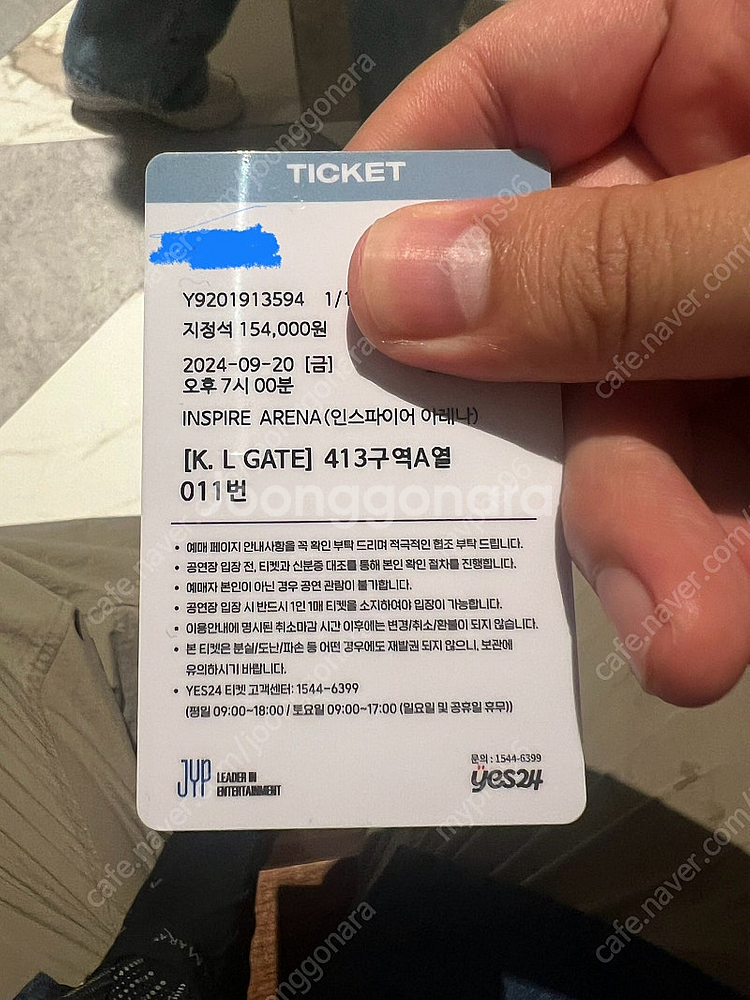 TICKET
Y9201913594 1/1
지정석 154,000원
2024-09-20 [금]
오후 7시 00분
INSPIRE ARENA(인스파이어 아레나)
[K. L GATE] 413구역A열
011번
• 예매 페이지 안내사항을 꼭 확인 부탁 드리며 적극적인 협조 부탁 드립니다.
• 공연장 입장 전, 티켓과 신분증 대조를 통해 본인 확인 절차를 진행합니다.
• 예매자 본인이 아닌 경우 공연 관람이 불가합니다.
• 공연장 입장 시 반드시 1인 1매 티켓을 소지하여야 입장이 가능합니다.
• 이용안내에 명시된 취소마감 시간 이후에는 변경/취소/환불이 되지 않습니다.
• 본 티켓은 분실/도난/파손 등 어떤 경우에도 재발권 되지 않으니, 보관에
유의하시기 바랍니다.
• YES24 티켓 고객센터: 1544-6399
(평일 09:00~18:00 / 토요일 09:00~17:00 (일요일 및 공휴일 휴무))
JYP LEADER IN
ENTERTAINMENT
문의 : 1544-6399
yes24
Joonggonara
cafe.naver.com/joonggonara